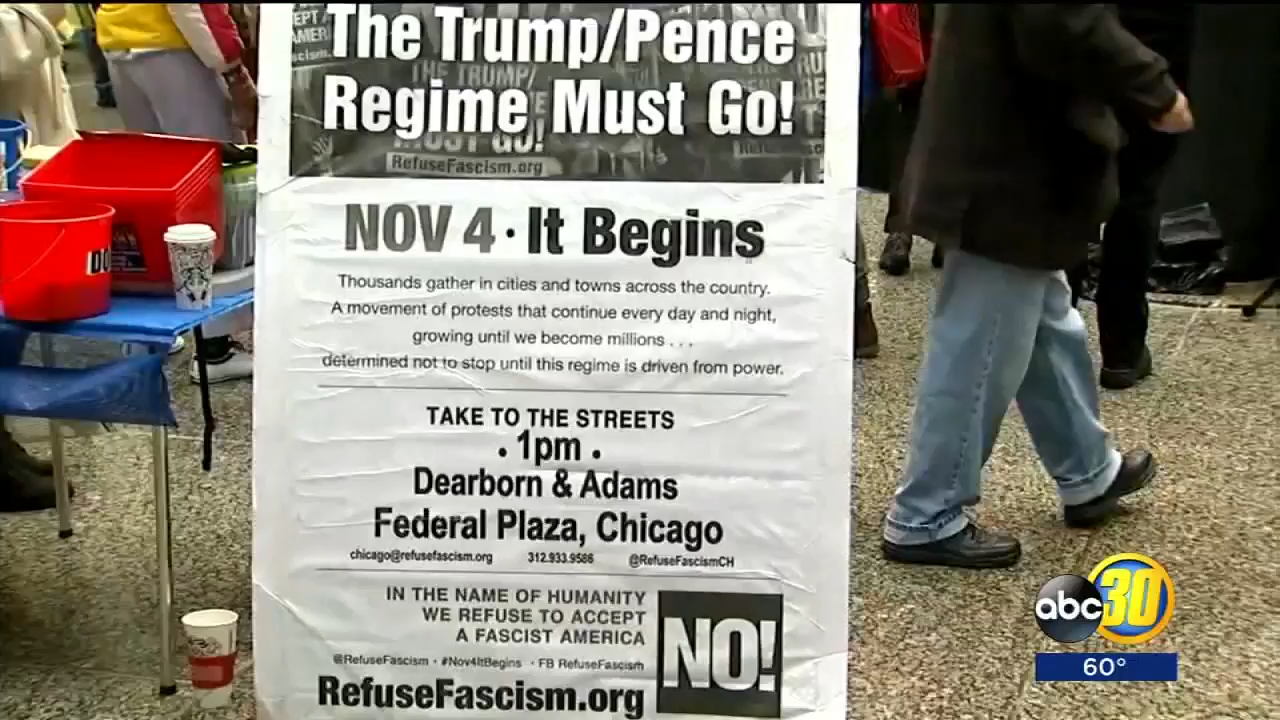 The Trump/Pence
Regime Must Go!
THE TRUMP/
MUST GO!
RefuseFascism.org
NOV 4 · It Begins
Thousands gather in cities and towns across the country.
A movement of protests that continue every day and night,
growing until we become millions . . .
determined not to stop until this regime is driven from power.
TAKE TO THE STREETS
· 1pm ·
Dearborn & Adams
Federal Plaza, Chicago
chicago@refusefascism.org 312.933.9586 @RefuseFascismCH
IN THE NAME OF HUMANITY
WE REFUSE TO ACCEPT
A FASCIST AMERICA
NO!
@RefuseFascism · #Nov4ItBegins · FB RefuseFascism
RefuseFascism.org
abc 30
60°